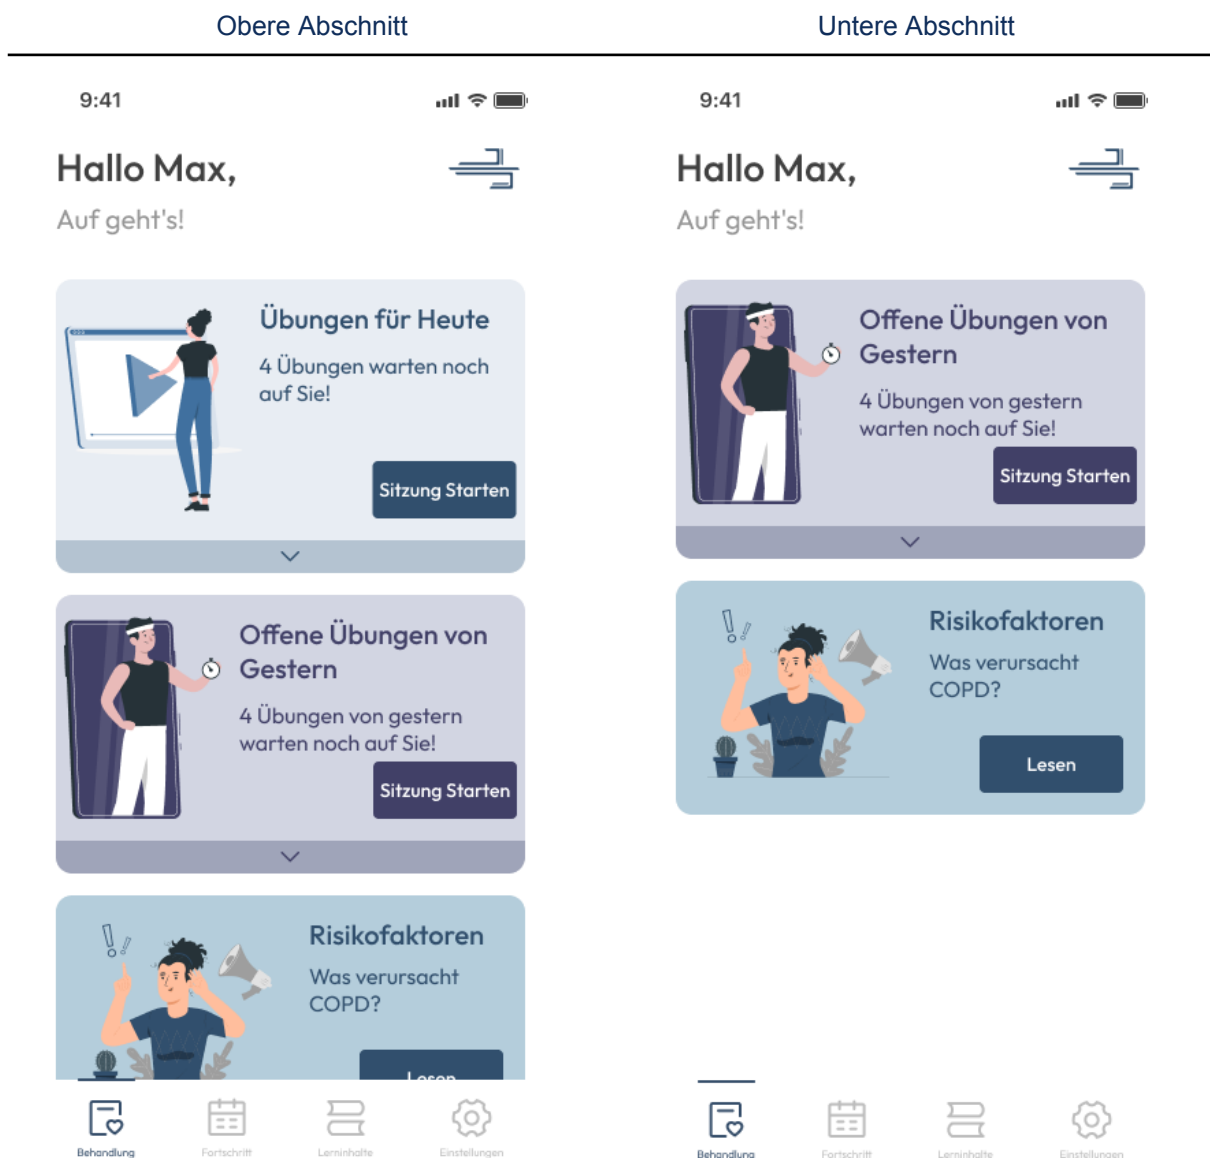 Obere Abschnitt
Untere Abschnitt
9:41
Hallo Max,
Auf geht's!
Übungen für Heute
4 Übungen warten noch
auf Sie!
Sitzung Starten
Offene Übungen von
Gestern
4 Übungen von gestern
warten noch auf Sie!
Sitzung Starten
Risikofaktoren
Was verursacht
COPD?
Lesen
Behandlung
Fortschritt
Lerninhalte
Einstellungen
9:41
Hallo Max,
Auf geht's!
Offene Übungen von
Gestern
4 Übungen von gestern
warten noch auf Sie!
Sitzung Starten
Risikofaktoren
Was verursacht
COPD?
Lesen
Behandlung
Fortschritt
Lerninhalte
Einstellungen